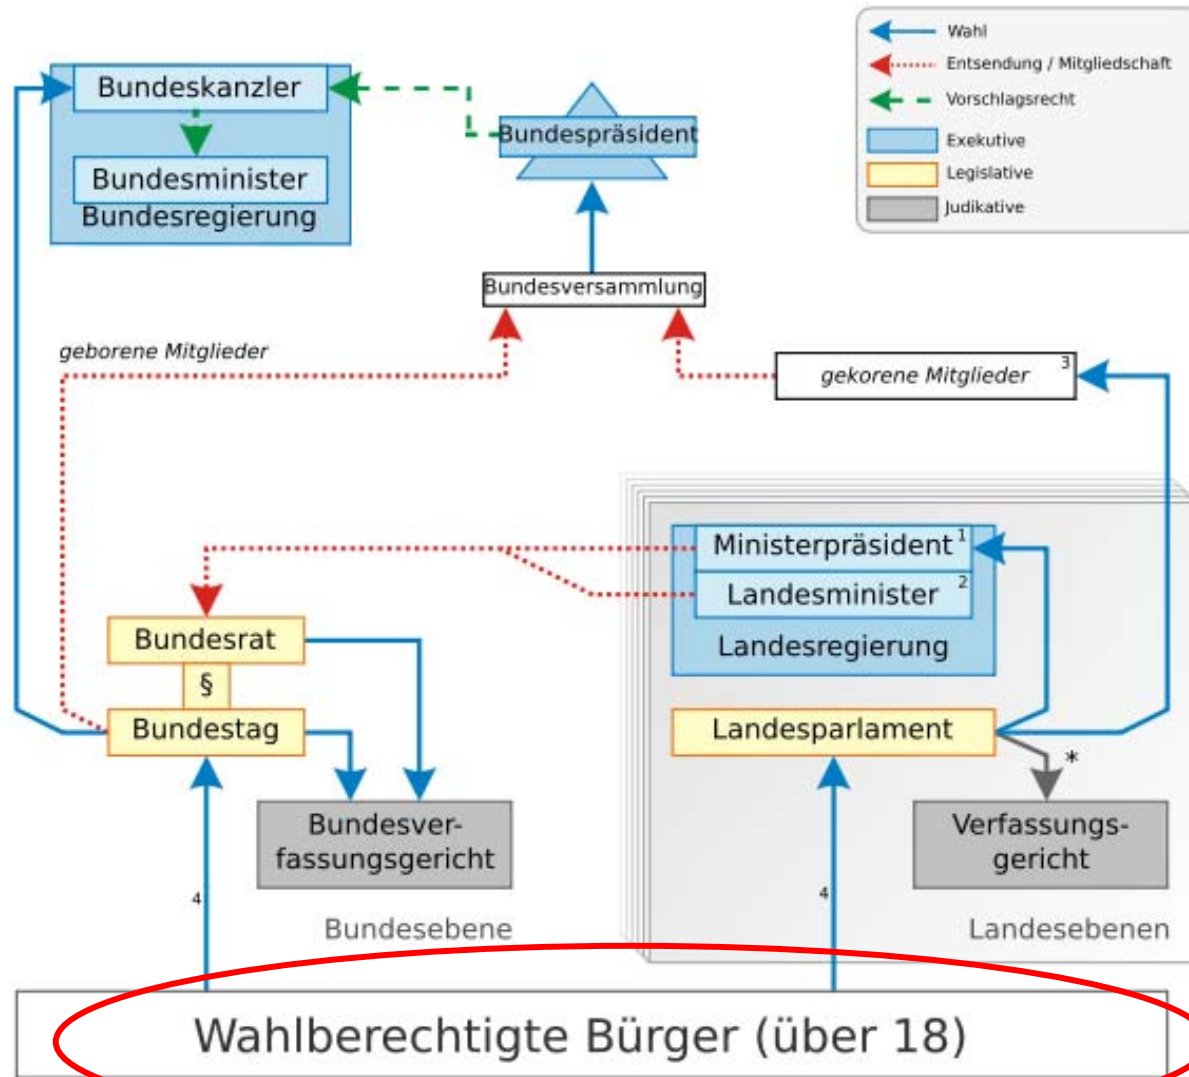 Wahl
Entsendung / Mitgliedschaft
Vorschlagsrecht
Exekutive
Legislative
Judikative
Bundeskanzler
Bundesminister
Bundesregierung
Bundespräsident
Bundesversammlung
geborene Mitglieder
gekorene Mitglieder 3
Ministerpräsident 1
Landesminister 2
Landesregierung
Bundesrat
§
Bundestag
Landesparlament
*
Bundesver-
fassungsgericht
Verfassungs-
gericht
4
4
Bundesebene
Landesebenen
Wahlberechtigte Bürger (über 18)